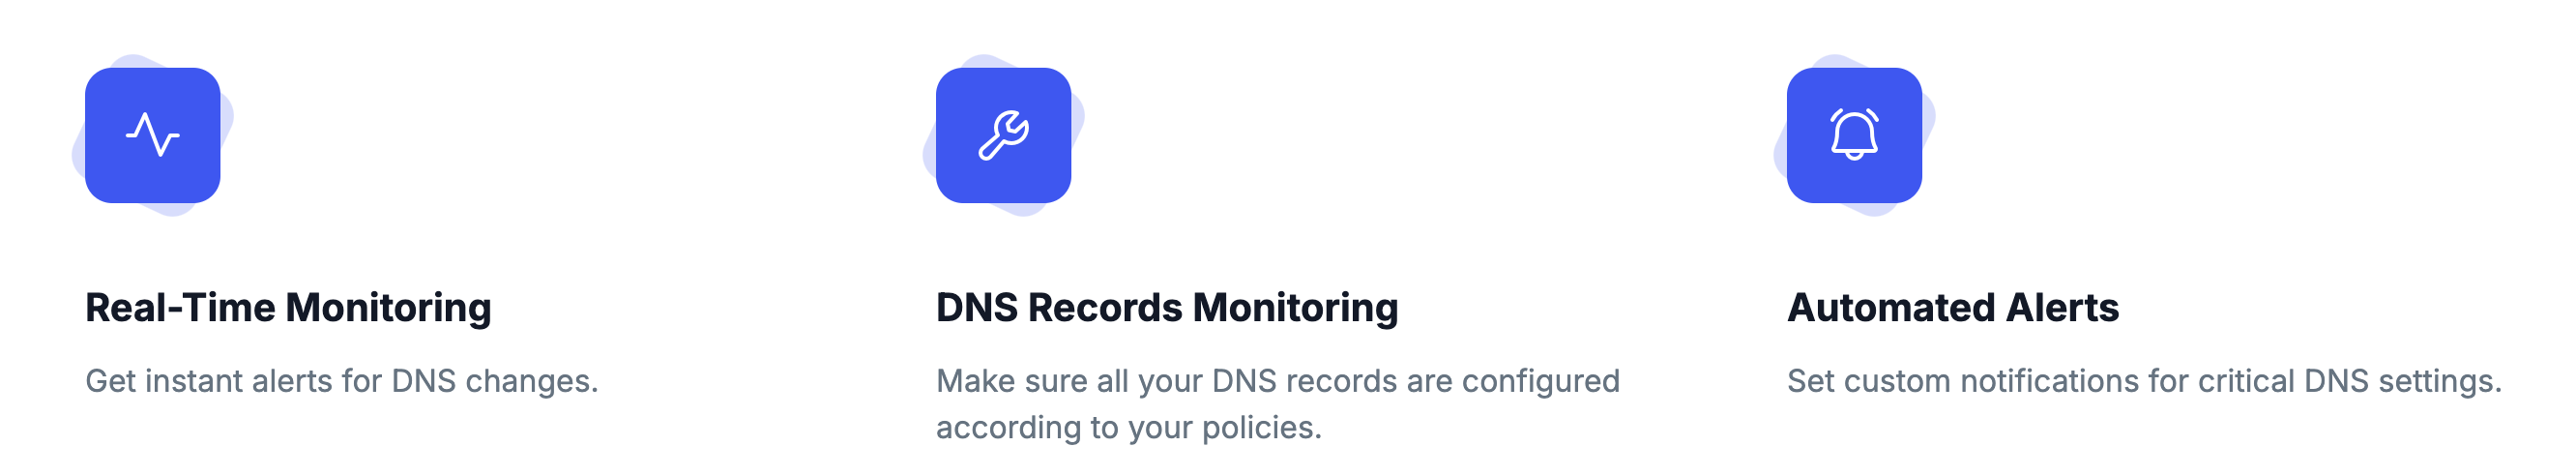 Real-Time Monitoring
Get instant alerts for DNS changes.
DNS Records Monitoring
Make sure all your DNS records are configured
according to your policies.
Automated Alerts
Set custom notifications for critical DNS settings.